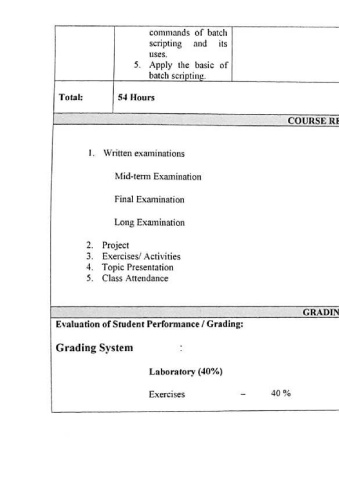 commands of batch
scripting and its
uses.
5. Apply the basic of
batch scripting.
Total: 54 Hours
COURSE RE
1. Written examinations
Mid-term Examination
Final Examination
Long Examination
2. Project
3. Exercises/ Activities
4. Topic Presentation
5. Class Attendance
GRADIN
Evaluation of Student Performance / Grading:
Grading System :
Laboratory (40%)
Exercises – 40 %